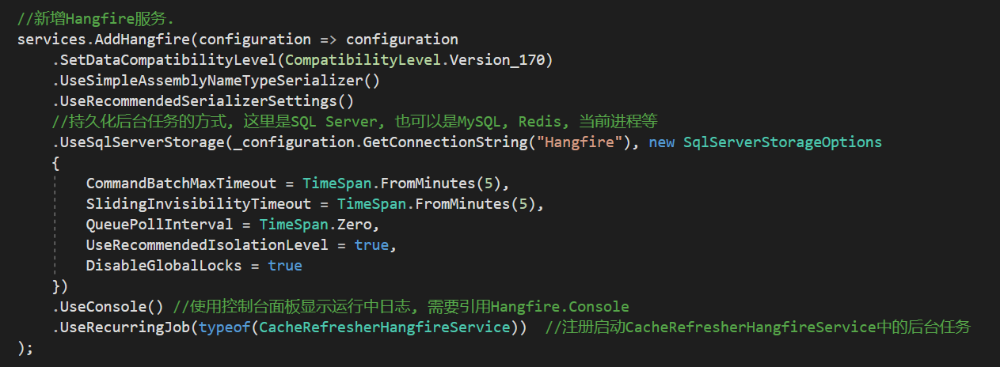 //新增Hangfire服务.
services.AddHangfire(configuration => configuration
    .SetDataCompatibilityLevel(CompatibilityLevel.Version_170)
    .UseSimpleAssemblyNameTypeSerializer()
    .UseRecommendedSerializerSettings()
    //持久化后台任务的方式, 这里是SQL Server, 也可以是MySQL, Redis, 当前进程等
    .UseSqlServerStorage(_configuration.GetConnectionString("Hangfire"), new SqlServerStorageOptions
    {
        CommandBatchMaxTimeout = TimeSpan.FromMinutes(5),
        SlidingInvisibilityTimeout = TimeSpan.FromMinutes(5),
        QueuePollInterval = TimeSpan.Zero,
        UseRecommendedIsolationLevel = true,
        DisableGlobalLocks = true
    })
    .UseConsole() //使用控制台面板显示运行中日志, 需要引用Hangfire.Console
    .UseRecurringJob(typeof(CacheRefresherHangfireService))  //注册启动CacheRefresherHangfireService中的后台任务
);